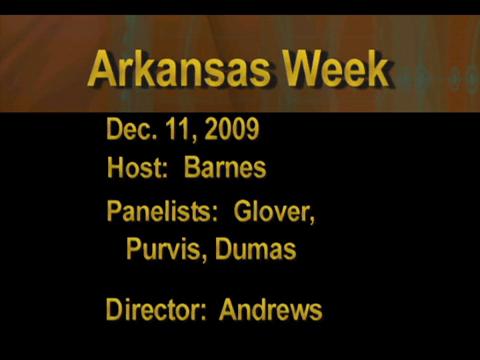 Arkansas Week
Dec. 11, 2009
Host: Barnes
Panelists: Glover,
Purvis, Dumas
Director: Andrews